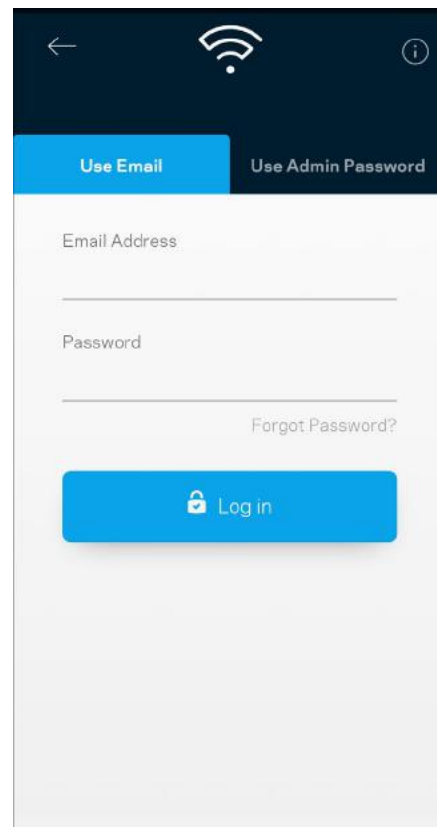 Use Email
Use Admin Password
Email Address
Password
Forgot Password?
Log in